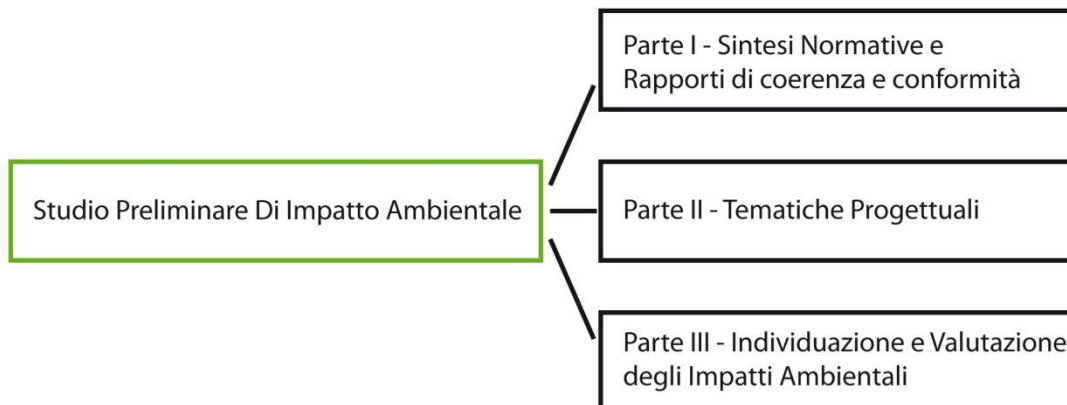 Parte I - Sintesi Normative e
Rapporti di coerenza e conformità
Studio Preliminare Di Impatto Ambientale
Parte II - Tematiche Progettuali
Parte III - Individuazione e Valutazione
degli Impatti Ambientali